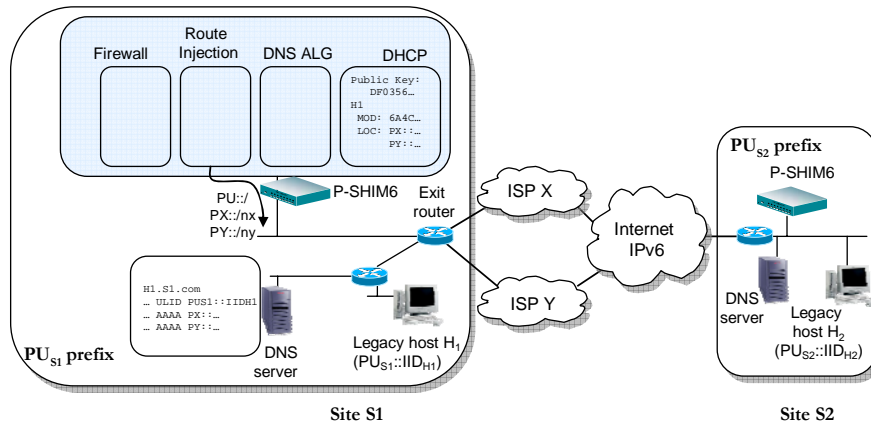 Firewall
Route
Injection
DNS ALG
DHCP
Public Key:
DF0356…
H1
MOD: 6A4C…
LOC: PX::…
PY::…
PU::/
PX::/nx
PY::/ny
P-SHIM6
Exit
router
ISP X
ISP Y
Internet
IPv6
H1.S1.com
… ULID PUS1::IIDH1
… AAAA PX::…
… AAAA PY::…
DNS
server
Legacy host H1
(PUS1::IIDH1)
PUS1 prefix
Site S1
PUS2 prefix
P-SHIM6
DNS
server
Legacy
host H2
(PUS2::IIDH2)
Site S2